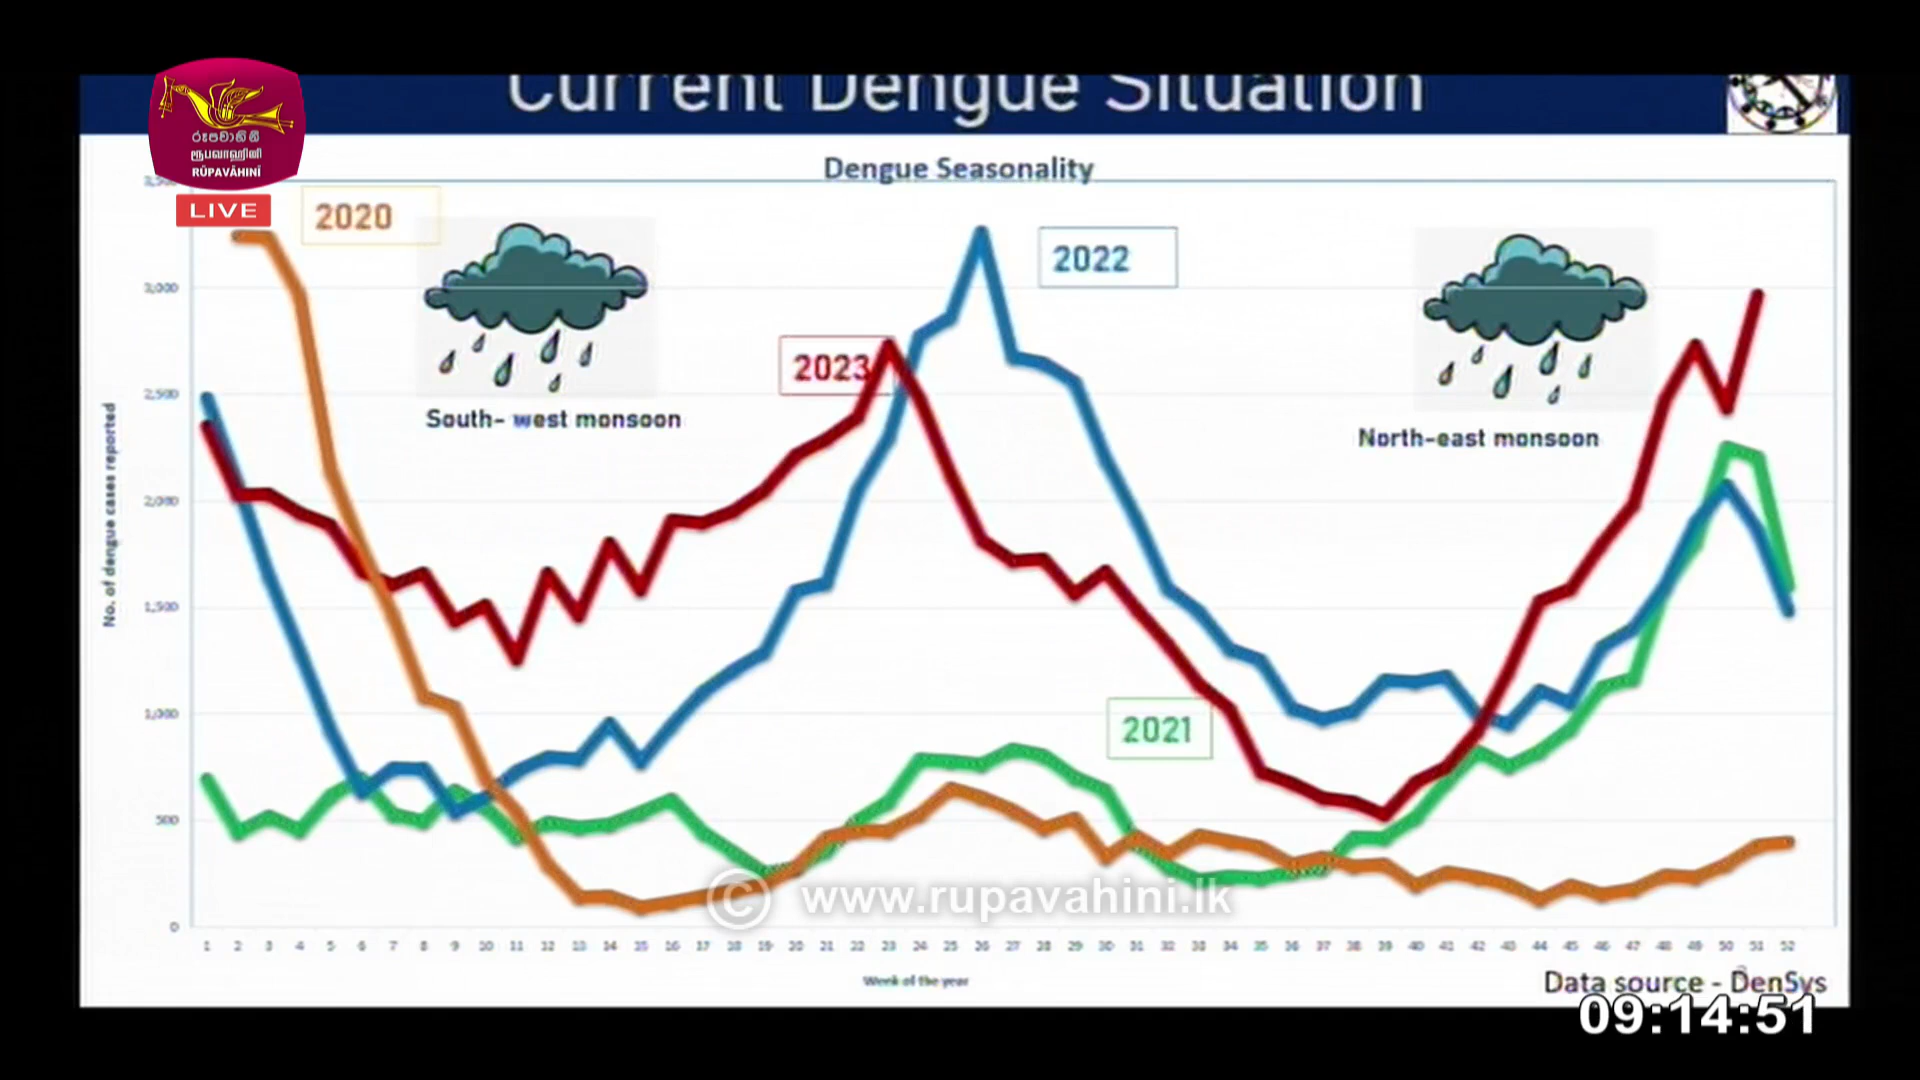 Current Dengue Situation
රූපවාහිනී
ரூபவாஹினி
RŪPAVĀHINĪ
LIVE
Dengue Seasonality
2020
2022
2023
2021
South- west monsoon
North-east monsoon
No. of dengue cases reported
3,500
3,000
2,500
2,000
1,500
1,000
500
0
1 2 3 4 5 6 7 8 9 10 11 12 13 14 15 16 17 18 19 20 21 22 23 24 25 26 27 28 29 30 31 32 33 34 35 36 37 38 39 40 41 42 43 44 45 46 47 48 49 50 51 52
Week of the year
© www.rupavahini.lk
Data source - DenSys
09:14:51